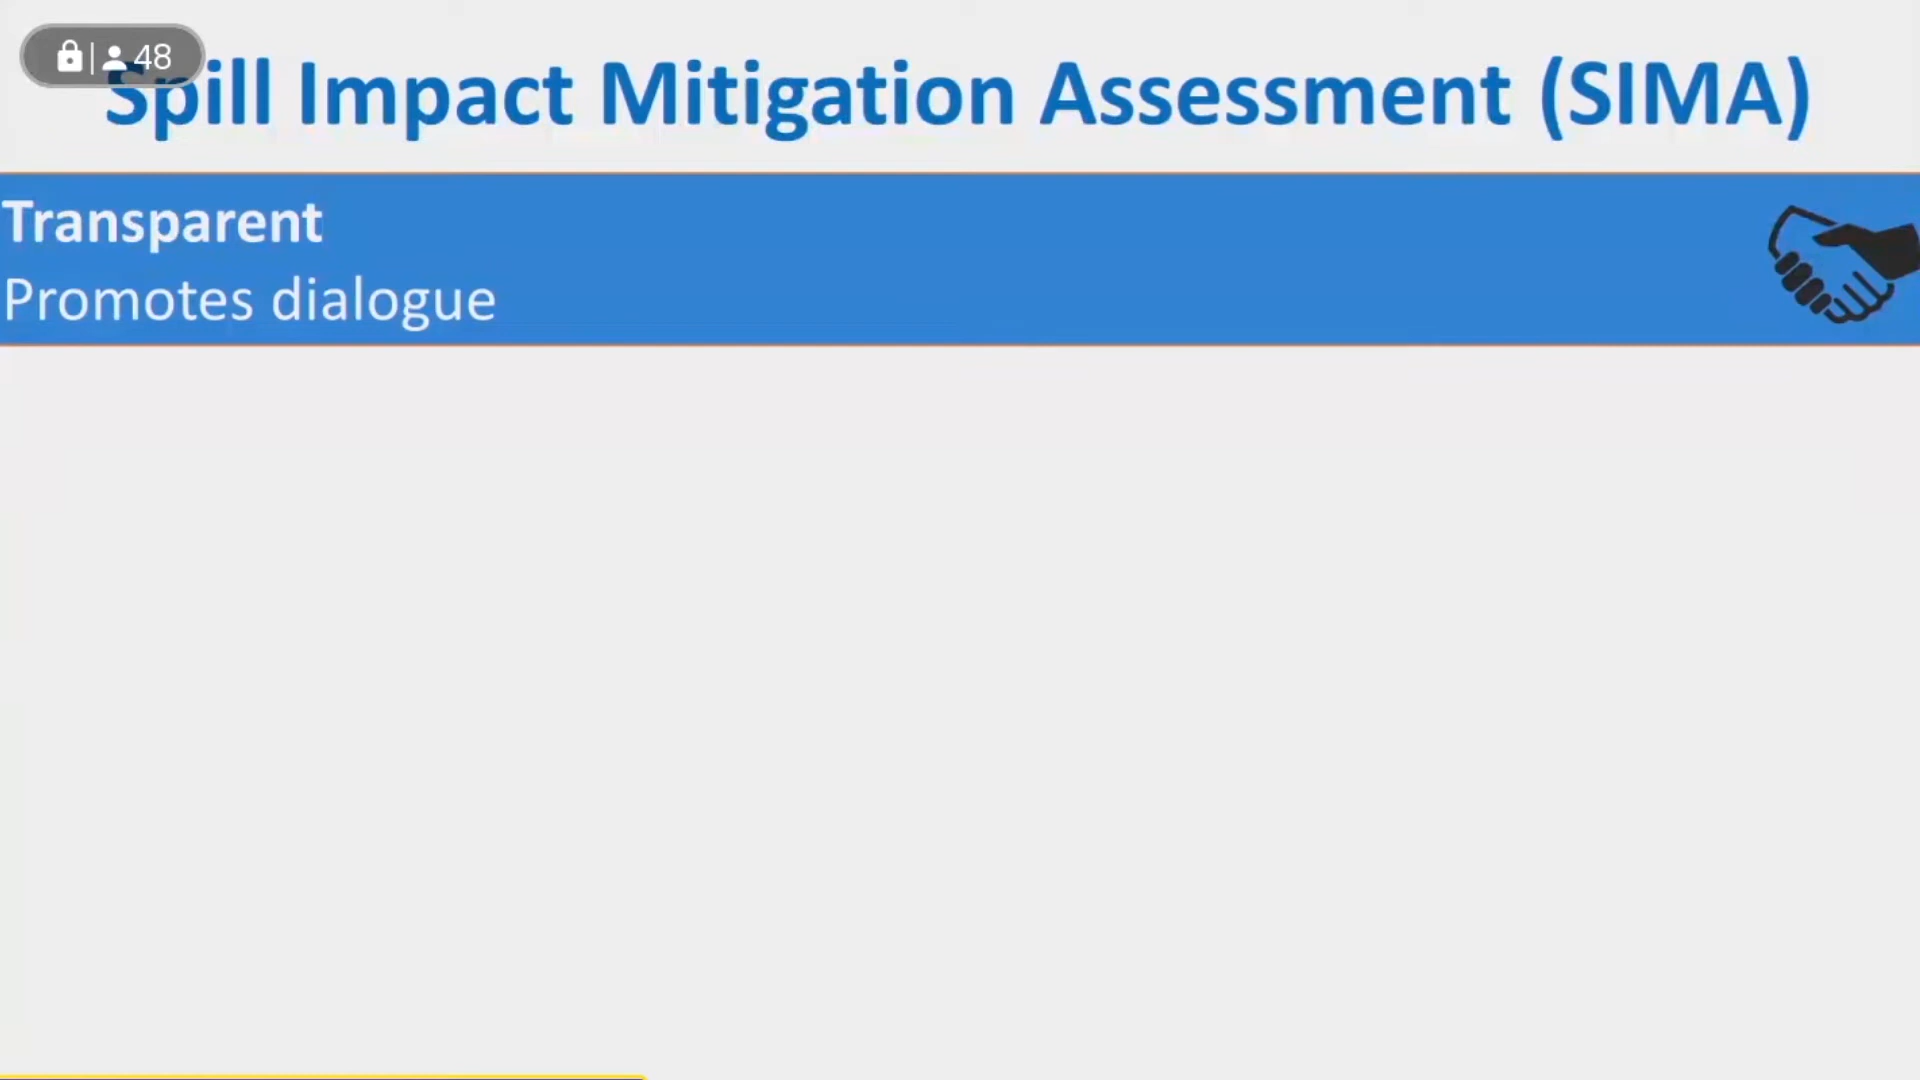 48
Spill Impact Mitigation Assessment (SIMA)
Transparent
Promotes dialogue